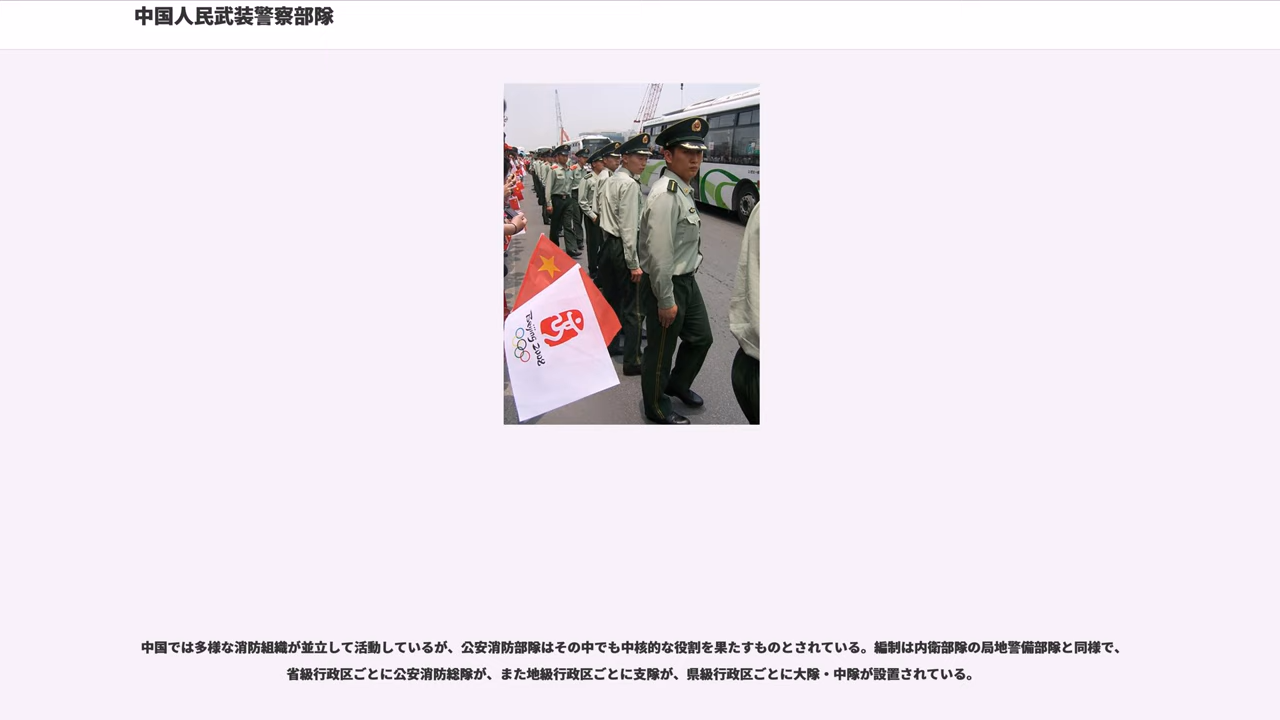 中国人民武装警察部隊
Beijing 2008
中国では多様な消防組織が並立して活動しているが、公安消防部隊はその中でも中核的な役割を果たすものとされている。編制は内衛部隊の局地警備部隊と同様で、
省級行政区ごとに公安消防総隊が、また地級行政区ごとに支隊が、県級行政区ごとに大隊・中隊が設置されている。